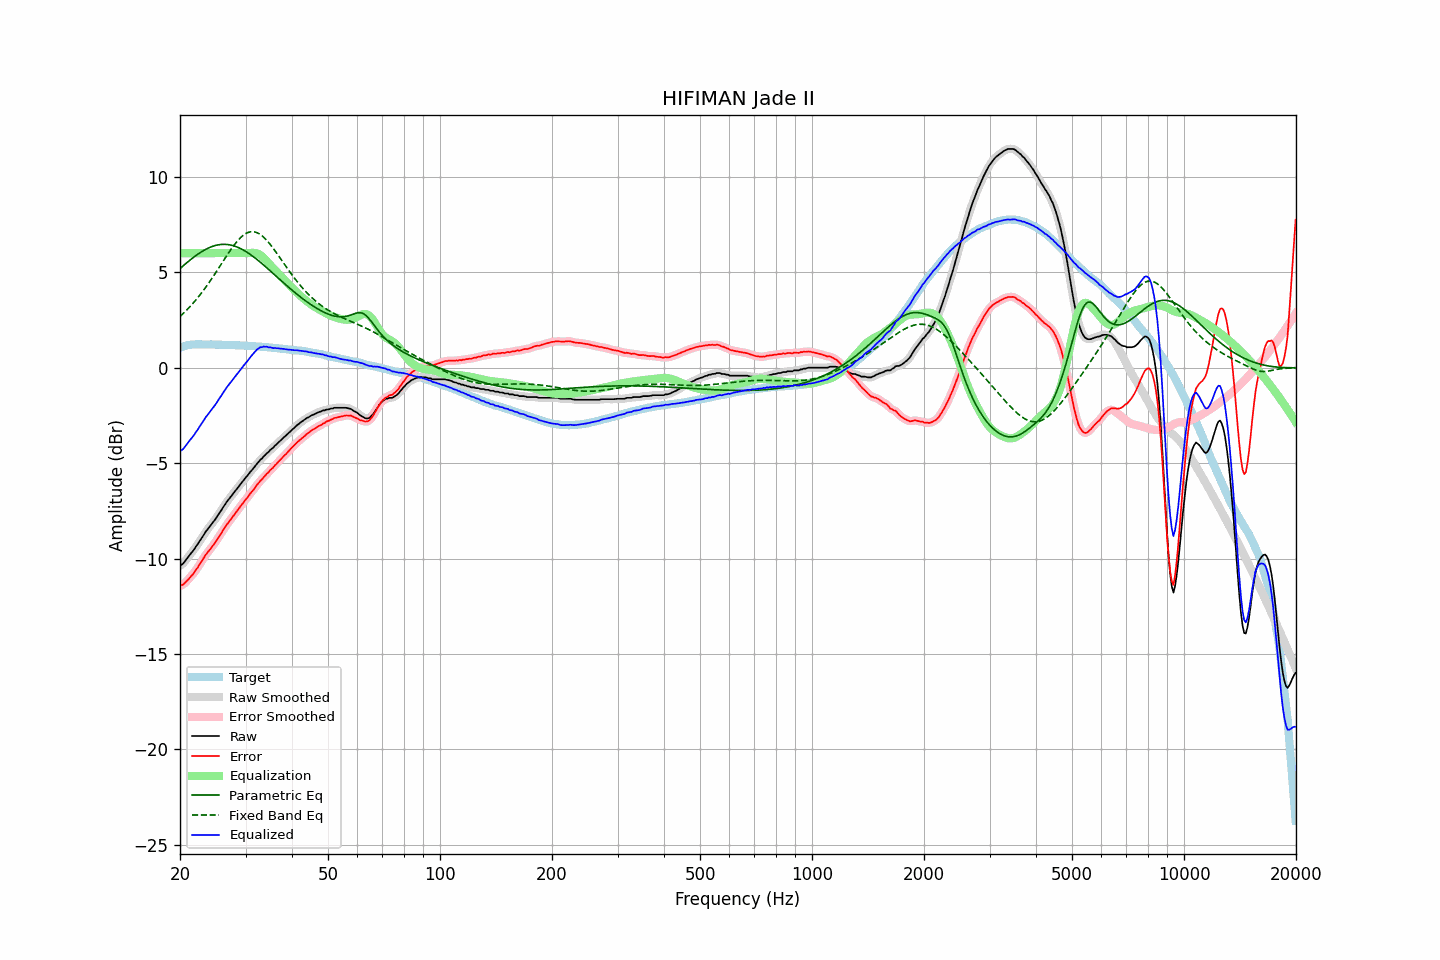 HIFIMAN Jade II
Amplitude (dBr)
10
5
0
−5
−10
−15
−20
−25
Target
Raw Smoothed
Error Smoothed
Raw
Error
Equalization
Parametric Eq
Fixed Band Eq
Equalized
20 50 100 200 500 1000 2000 5000 10000 20000
Frequency (Hz)